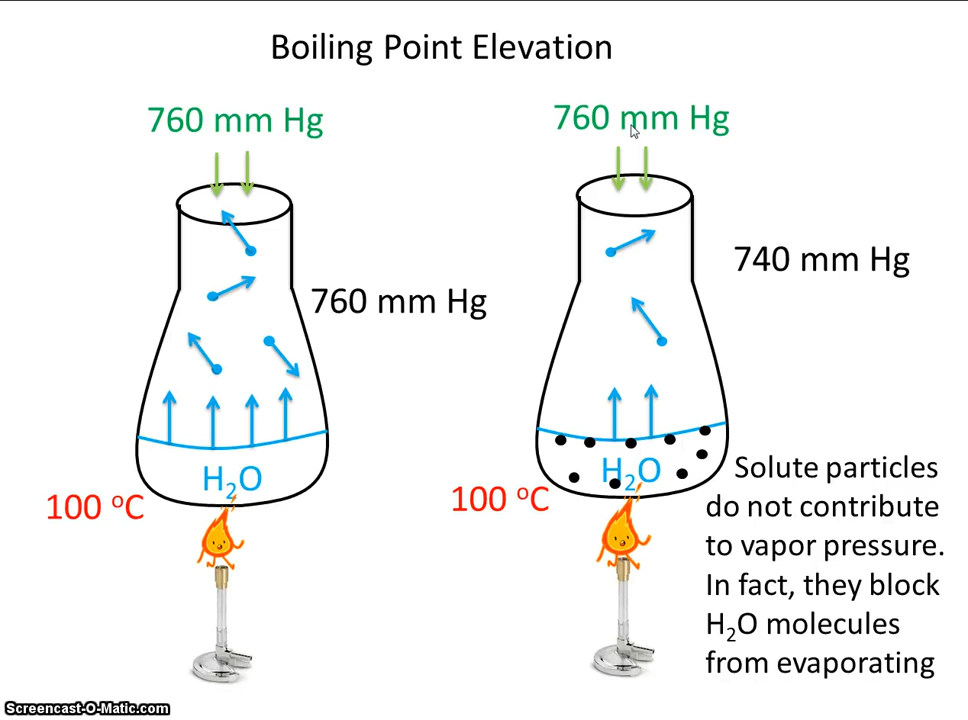 Boiling Point Elevation
760 mm Hg
760 mm Hg
740 mm Hg
760 mm Hg
H₂O
H₂O
100 °C
100 °C
Solute particles
do not contribute
to vapor pressure.
In fact, they block
H₂O molecules
from evaporating
Screencast-O-Matic.com